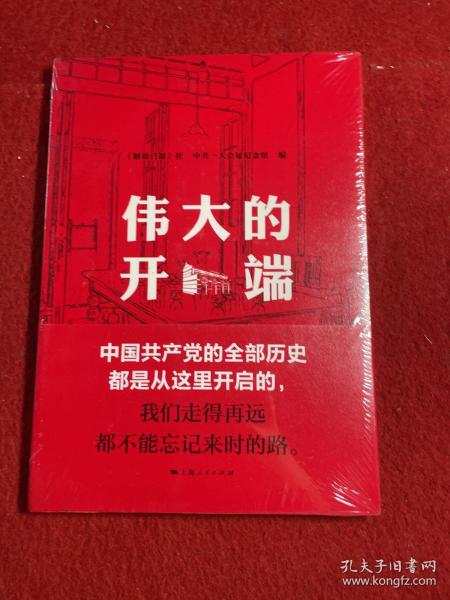 《解放日报》社 中共一大会址纪念馆 编
伟大的
开端
中国共产党的全部历史
都是从这里开启的，
我们走得再远
都不能忘记来时的路。
上海人民出版社
孔夫子旧书网
www.kongfz.com